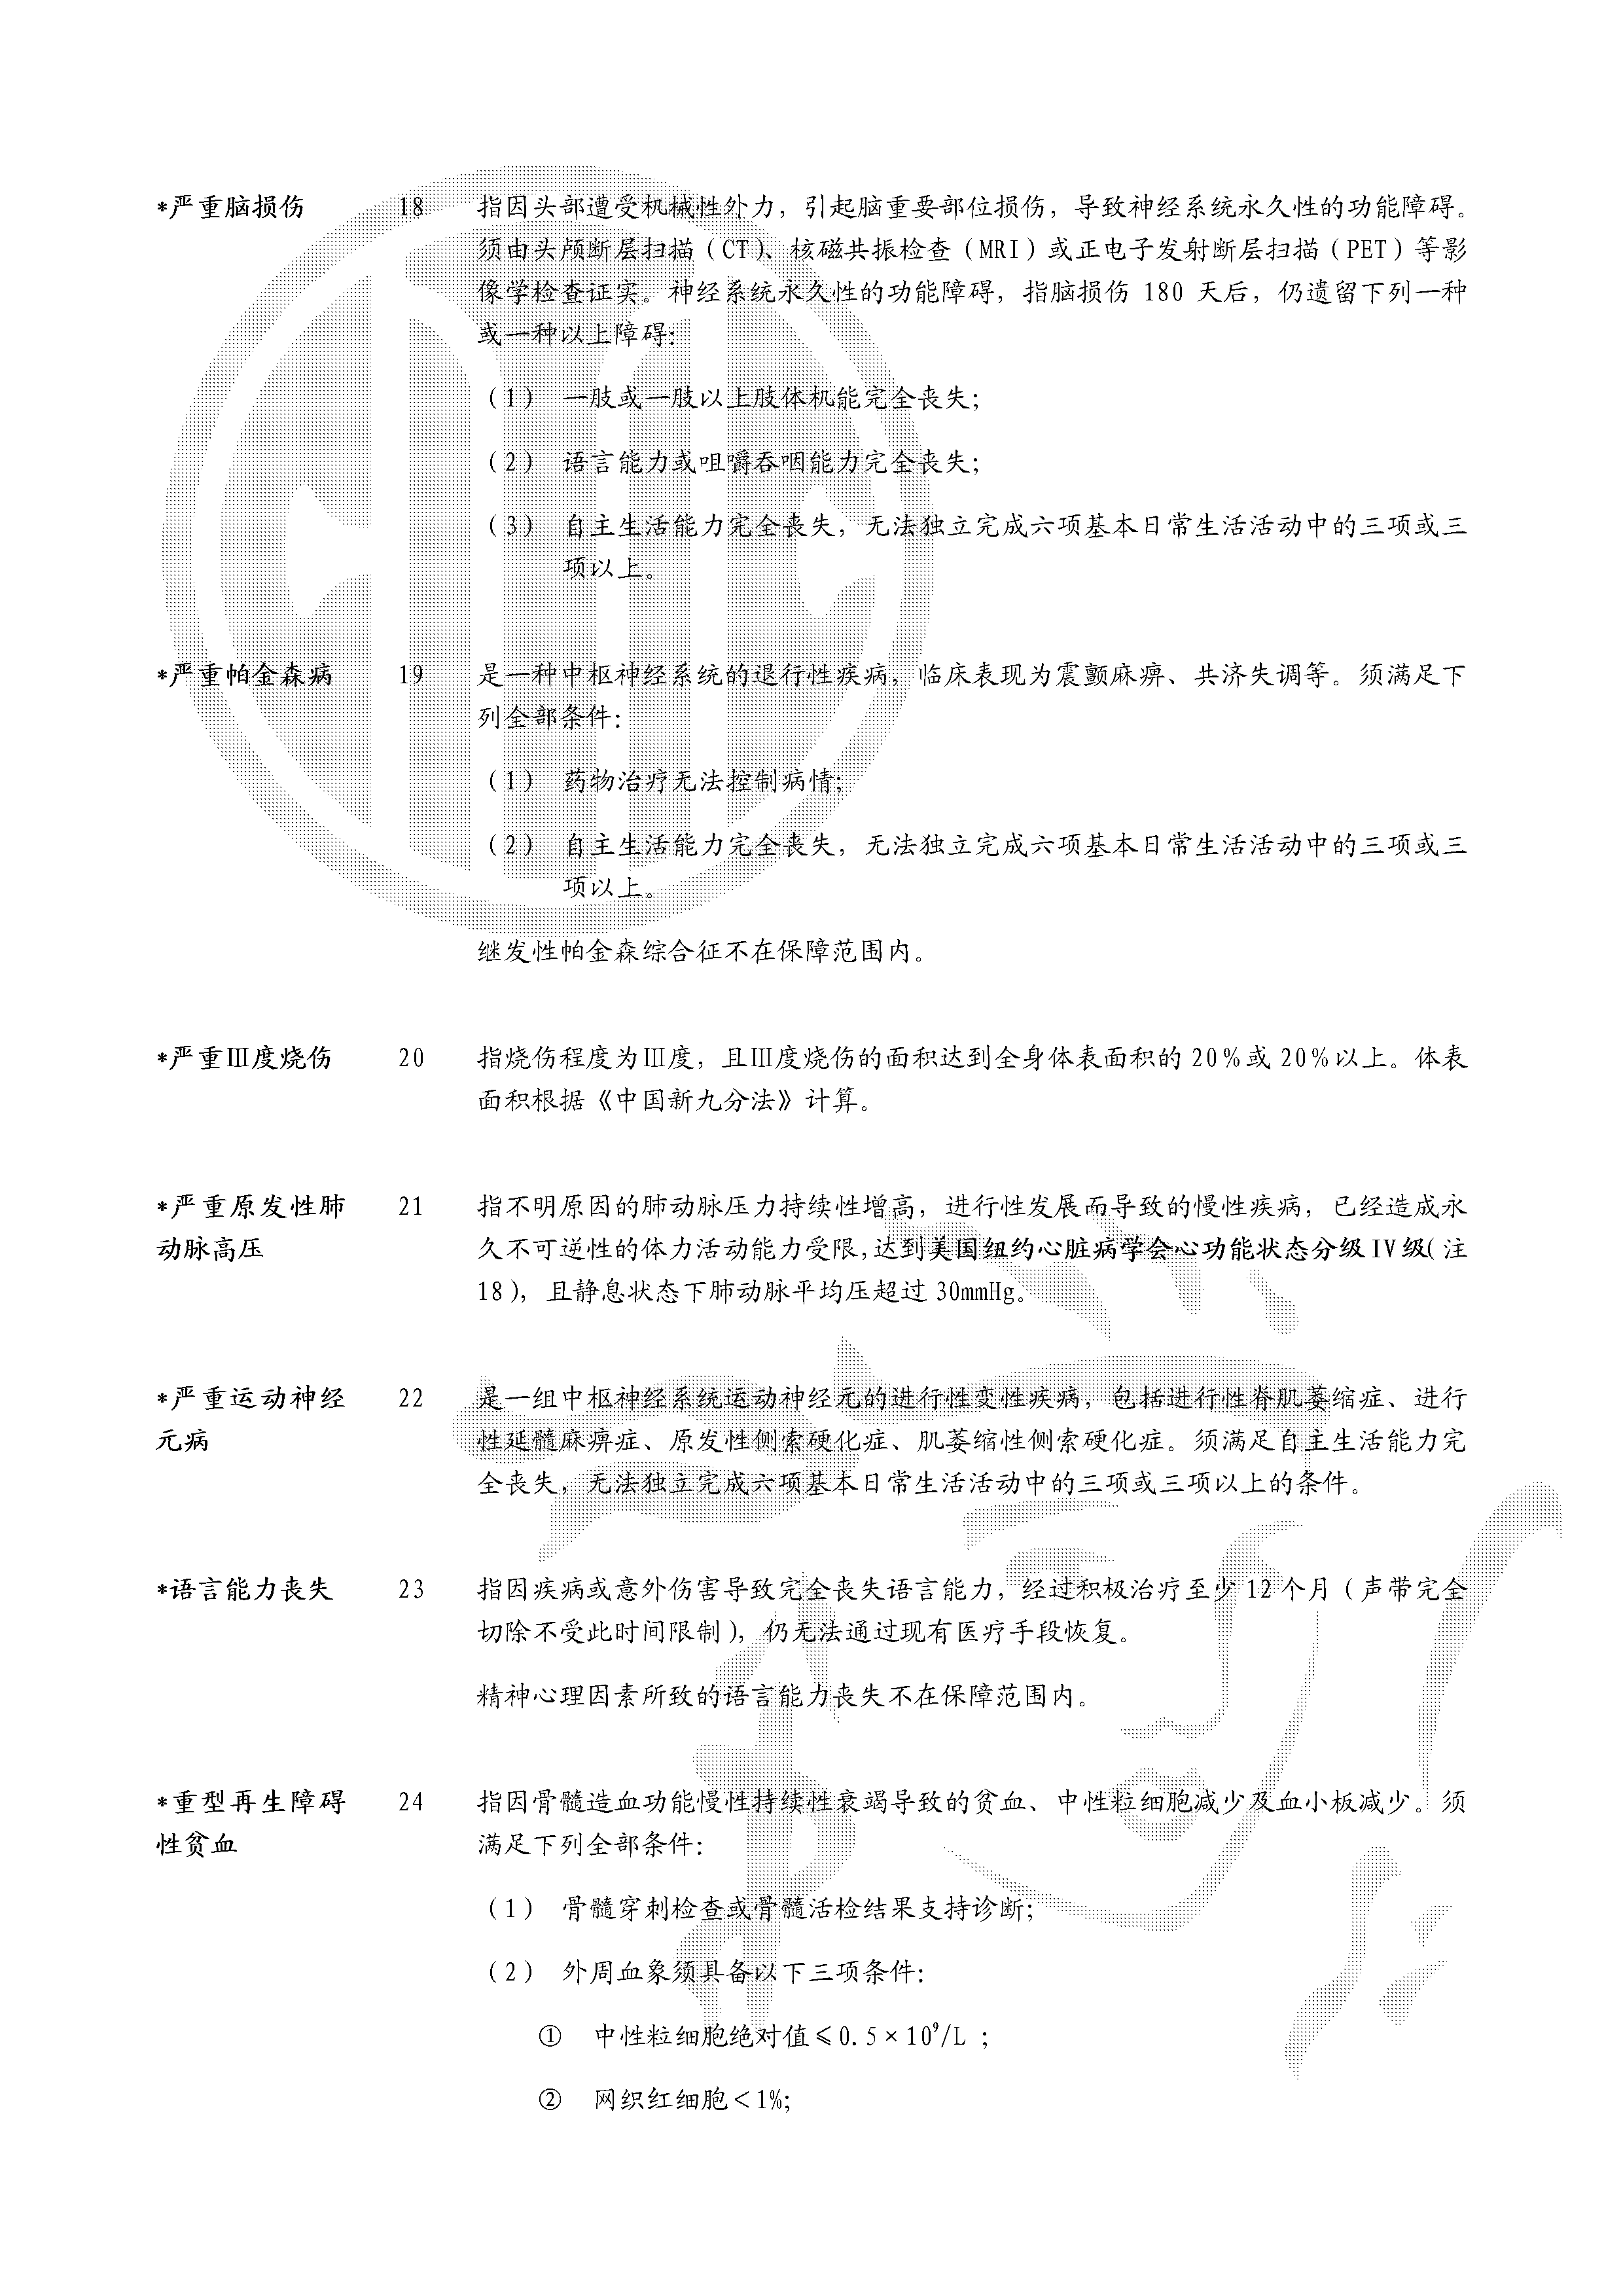 *严重脑损伤 18 指因头部遭受机械性外力，引起脑重要部位损伤，导致神经系统永久性的功能障碍。
须由头颅断层扫描（CT）、核磁共振检查（MRI）或正电子发射断层扫描（PET）等影
像学检查证实。神经系统永久性的功能障碍，指脑损伤 180 天后，仍遗留下列一种
或一种以上障碍：
（1） 一肢或一肢以上肢体机能完全丧失；
（2） 语言能力或咀嚼吞咽能力完全丧失；
（3） 自主生活能力完全丧失，无法独立完成六项基本日常生活活动中的三项或三
项以上。
*严重帕金森病 19 是一种中枢神经系统的退行性疾病，临床表现为震颤麻痹、共济失调等。须满足下
列全部条件：
（1） 药物治疗无法控制病情；
（2） 自主生活能力完全丧失，无法独立完成六项基本日常生活活动中的三项或三
项以上。
继发性帕金森综合征不在保障范围内。
*严重Ⅲ度烧伤 20 指烧伤程度为Ⅲ度，且Ⅲ度烧伤的面积达到全身体表面积的 20%或 20%以上。体表
面积根据《中国新九分法》计算。
*严重原发性肺 21 指不明原因的肺动脉压力持续性增高，进行性发展而导致的慢性疾病，已经造成永
动脉高压 久不可逆性的体力活动能力受限，达到美国纽约心脏病学会心功能状态分级 IV 级（注
18），且静息状态下肺动脉平均压超过 30mmHg。
*严重运动神经 22 是一组中枢神经系统运动神经元的进行性变性疾病，包括进行性脊肌萎缩症、进行
元病 性延髓麻痹症、原发性侧索硬化症、肌萎缩性侧索硬化症。须满足自主生活能力完
全丧失，无法独立完成六项基本日常生活活动中的三项或三项以上的条件。
*语言能力丧失 23 指因疾病或意外伤害导致完全丧失语言能力，经过积极治疗至少 12 个月（声带完全
切除不受此时间限制），仍无法通过现有医疗手段恢复。
精神心理因素所致的语言能力丧失不在保障范围内。
*重型再生障碍 24 指因骨髓造血功能慢性持续性衰竭导致的贫血、中性粒细胞减少及血小板减少。须
性贫血 满足下列全部条件：
（1） 骨髓穿刺检查或骨髓活检结果支持诊断；
（2） 外周血象须具备以下三项条件：
① 中性粒细胞绝对值≤0.5×10⁹/L ；
② 网织红细胞＜1%；